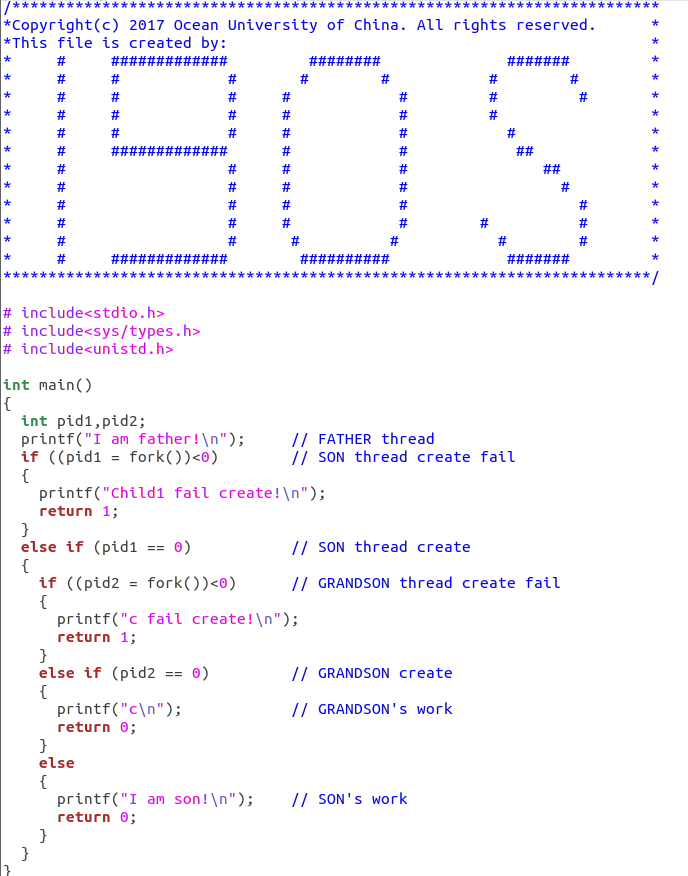 /************************************************************************
*Copyright(c) 2017 Ocean University of China. All rights reserved.      *
*This file is created by:                                               *
*     #     #############         ########              #######         *
*     #     #            #       #        #           #        #        *
*     #     #            #     #            #         #         #       *
*     #     #            #     #            #         #                 *
*     #     #            #     #            #           #               *
*     #     #############      #            #            ##             *
*     #                  #     #            #               ##          *
*     #                  #     #            #                 #         *
*     #                  #     #            #                   #       *
*     #                  #     #            #        #          #       *
*     #                  #      #          #           #        #       *
*     #     #############        ##########             #######         *
************************************************************************/

# include<stdio.h>
# include<sys/types.h>
# include<unistd.h>

int main()
{
  int pid1,pid2;
  printf("I am father!\n");     // FATHER thread
  if ((pid1 = fork())<0)        // SON thread create fail
  {
    printf("Child1 fail create!\n");
    return 1;
  }
  else if (pid1 == 0)           // SON thread create
  {
    if ((pid2 = fork())<0)      // GRANDSON thread create fail
    {
      printf("c fail create!\n");
      return 1;
    }
    else if (pid2 == 0)         // GRANDSON create
    {
      printf("c\n");            // GRANDSON's work
      return 0;
    }
    else
    {
      printf("I am son!\n");    // SON's work
      return 0;
    }
  }
}